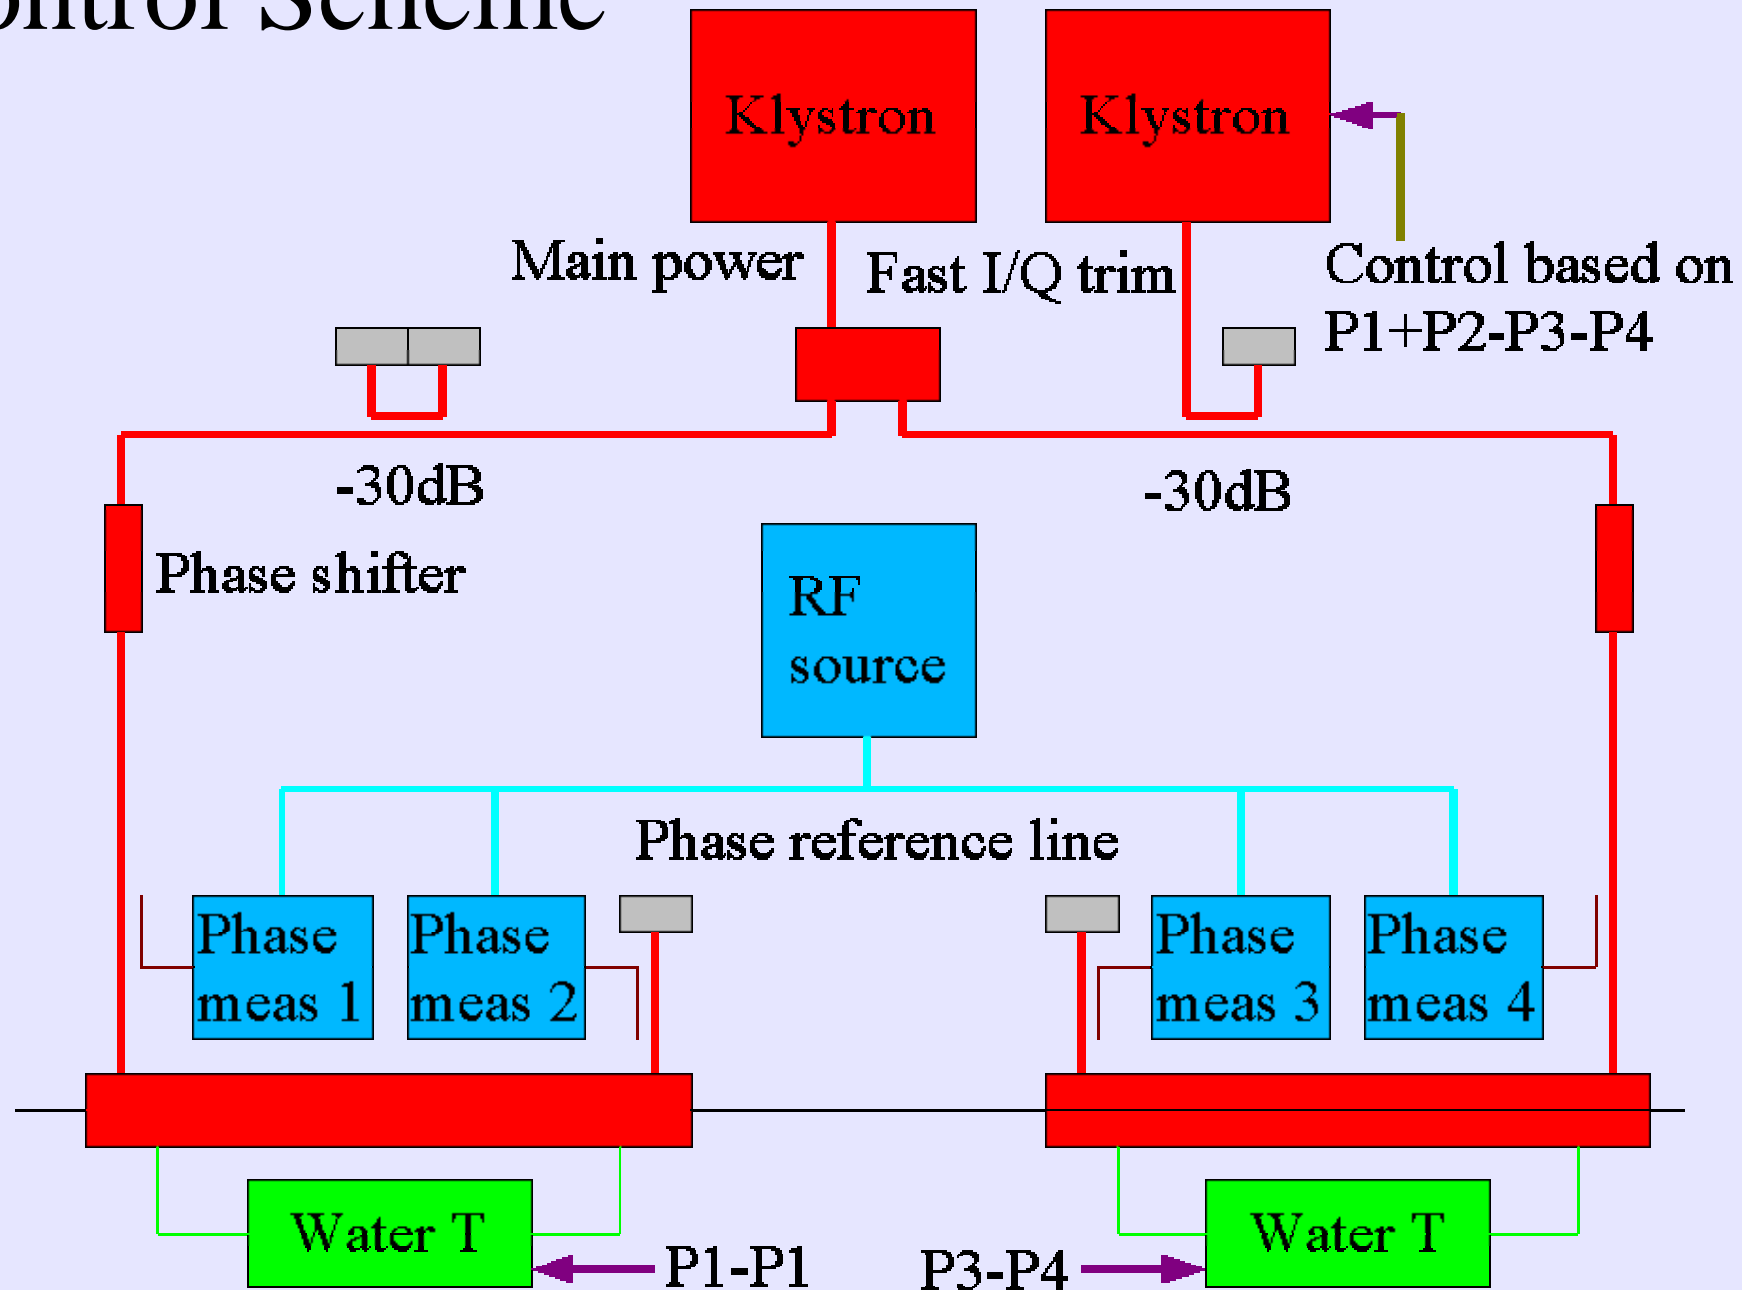 ontrol Scheme
Klystron
Klystron
Main power
Fast I/Q trim
Control based on
P1+P2-P3-P4
-30dB
-30dB
Phase shifter
RF
source
Phase reference line
Phase
meas 1
Phase
meas 2
Phase
meas 3
Phase
meas 4
Water T
Water T
P1-P1
P3-P4